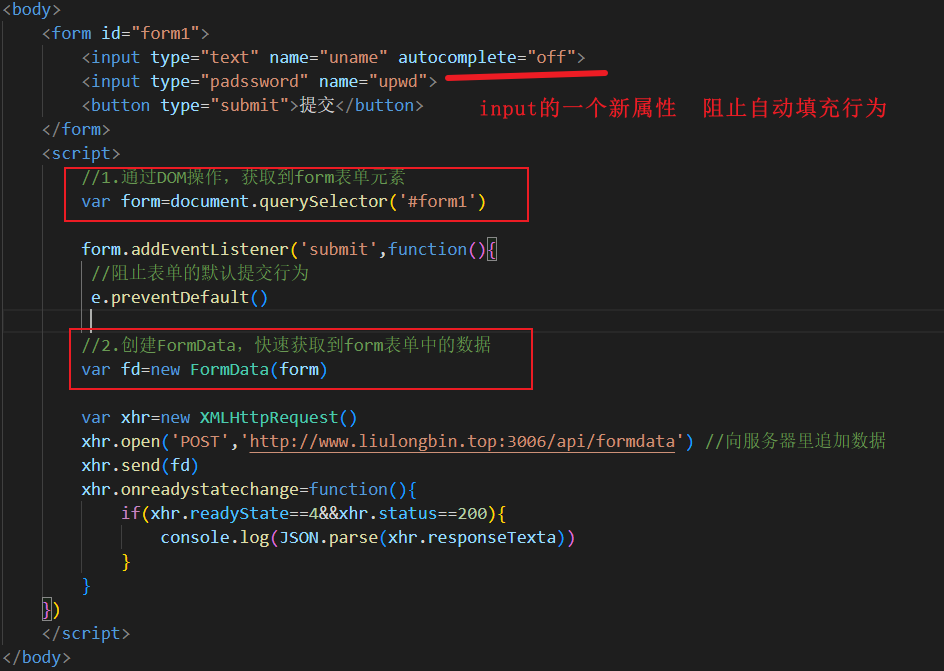 <body>
<form id="form1">
<input type="text" name="uname" autocomplete="off">
<input type="padssword" name="upwd">
input的一个新属性 阻止自动填充行为
<button type="submit">提交</button>
</form>
<script>
//1.通过DOM操作，获取到form表单元素
var form=document.querySelector('#form1')
form.addEventListener('submit',function(){
//阻止表单的默认提交行为
e.preventDefault()
//2.创建FormData，快速获取到form表单中的数据
var fd=new FormData(form)
var xhr=new XMLHttpRequest()
xhr.open('POST','http://www.liulongbin.top:3006/api/formdata') //向服务器里追加数据
xhr.send(fd)
xhr.onreadystatechange=function(){
if(xhr.readyState==4&&xhr.status==200){
console.log(JSON.parse(xhr.responseTexta))
}
}
})
</script>
</body>